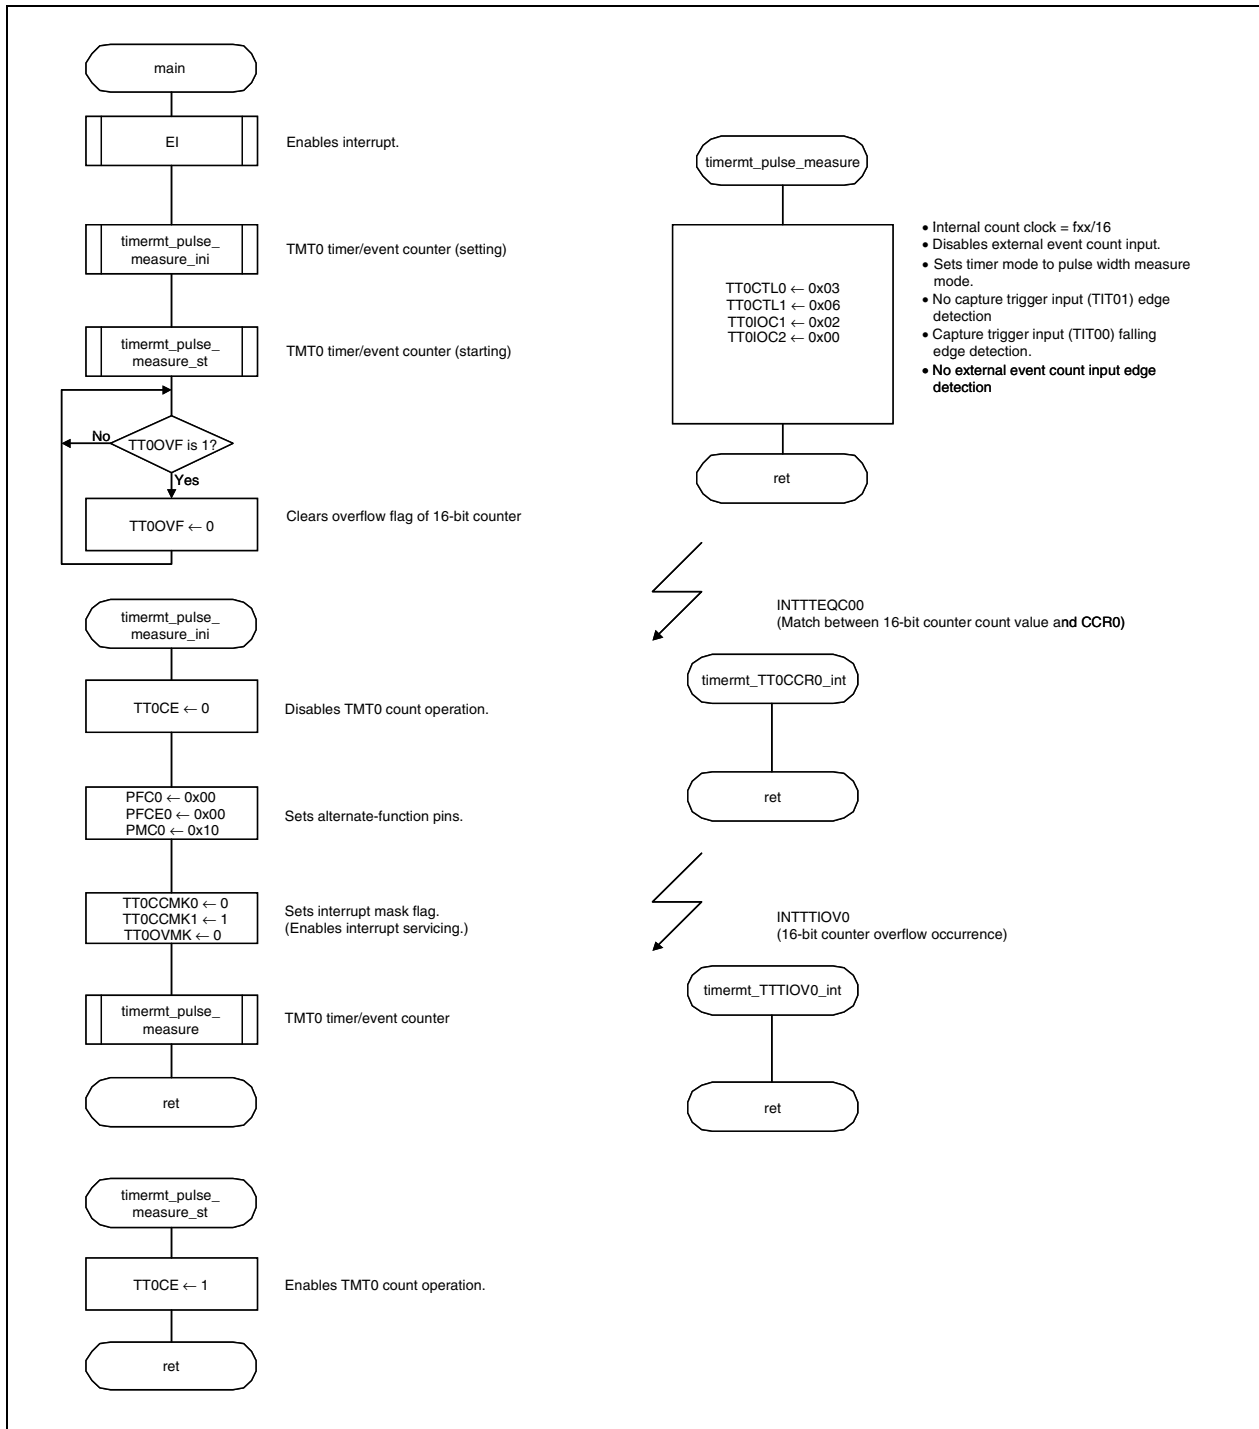 main
EI
Enables interrupt.
timermt_pulse_
measure_ini
TMT0 timer/event counter (setting)
timermt_pulse_
measure_st
TMT0 timer/event counter (starting)
No
TT0OVF is 1?
Yes
TT0OVF ← 0
Clears overflow flag of 16-bit counter
timermt_pulse_
measure_ini
TT0CE ← 0
Disables TMT0 count operation.
PFC0 ← 0x00
PFCE0 ← 0x00
PMC0 ← 0x10
Sets alternate-function pins.
TT0CCMK0 ← 0
TT0CCMK1 ← 1
TT0OVMK ← 0
Sets interrupt mask flag.
(Enables interrupt servicing.)
timermt_pulse_
measure
TMT0 timer/event counter
ret
timermt_pulse_
measure_st
TT0CE ← 1
Enables TMT0 count operation.
ret
timermt_pulse_measure
TT0CTL0 ← 0x03
TT0CTL1 ← 0x06
TT0IOC1 ← 0x02
TT0IOC2 ← 0x00
• Internal count clock = fxx/16
• Disables external event count input.
• Sets timer mode to pulse width measure
mode.
• No capture trigger input (TIT01) edge
detection
• Capture trigger input (TIT00) falling
edge detection.
• No external event count input edge
detection
ret
INTTTEQC00
(Match between 16-bit counter count value and CCR0)
timermt_TT0CCR0_int
ret
INTTTIOV0
(16-bit counter overflow occurrence)
timermt_TTTIOV0_int
ret